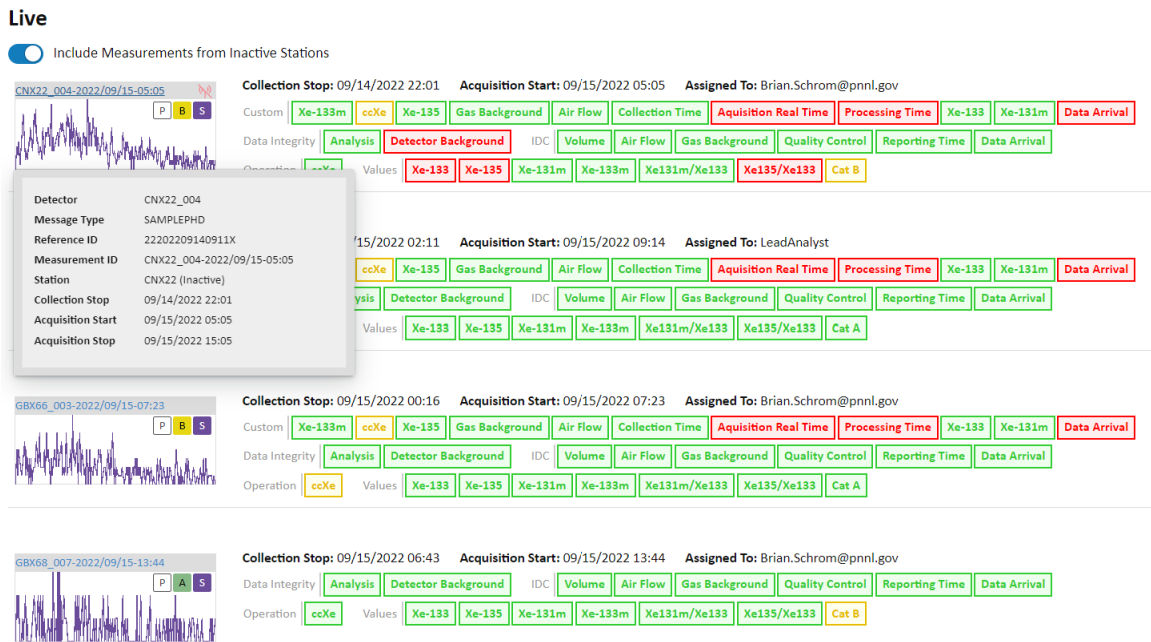 Live
Include Measurements from Inactive Stations
CNX22_004-2022/09/15-05:05
P B S
Collection Stop: 09/14/2022 22:01 Acquisition Start: 09/15/2022 05:05 Assigned To: Brian.Schrom@pnnl.gov
Custom Xe-133m ccXe Xe-135 Gas Background Air Flow Collection Time Aquisition Real Time Processing Time Xe-133 Xe-131m Data Arrival
Data Integrity Analysis Detector Background IDC Volume Air Flow Gas Background Quality Control Reporting Time Data Arrival
Operation ccXe Values Xe-133 Xe-135 Xe-131m Xe-133m Xe131m/Xe133 Xe135/Xe133 Cat B
Detector CNX22_004
Message Type SAMPLEPHD
Reference ID 22202209140911X
Measurement ID CNX22_004-2022/09/15-05:05
Station CNX22 (Inactive)
Collection Stop 09/14/2022 22:01
Acquisition Start 09/15/2022 05:05
Acquisition Stop 09/15/2022 15:05
/15/2022 02:11 Acquisition Start: 09/15/2022 09:14 Assigned To: LeadAnalyst
ccXe Xe-135 Gas Background Air Flow Collection Time Aquisition Real Time Processing Time Xe-133 Xe-131m Data Arrival
ysis Detector Background IDC Volume Air Flow Gas Background Quality Control Reporting Time Data Arrival
Values Xe-133 Xe-135 Xe-131m Xe-133m Xe131m/Xe133 Xe135/Xe133 Cat A
GBX66_003-2022/09/15-07:23
P B S
Collection Stop: 09/15/2022 00:16 Acquisition Start: 09/15/2022 07:23 Assigned To: Brian.Schrom@pnnl.gov
Custom Xe-133m ccXe Xe-135 Gas Background Air Flow Collection Time Aquisition Real Time Processing Time Xe-133 Xe-131m Data Arrival
Data Integrity Analysis Detector Background IDC Volume Air Flow Gas Background Quality Control Reporting Time Data Arrival
Operation ccXe Values Xe-133 Xe-135 Xe-131m Xe-133m Xe131m/Xe133 Xe135/Xe133 Cat A
GBX68_007-2022/09/15-13:44
P A S
Collection Stop: 09/15/2022 06:43 Acquisition Start: 09/15/2022 13:44 Assigned To: Brian.Schrom@pnnl.gov
Data Integrity Analysis Detector Background IDC Volume Air Flow Gas Background Quality Control Reporting Time Data Arrival
Operation ccXe Values Xe-133 Xe-135 Xe-131m Xe-133m Xe131m/Xe133 Xe135/Xe133 Cat B